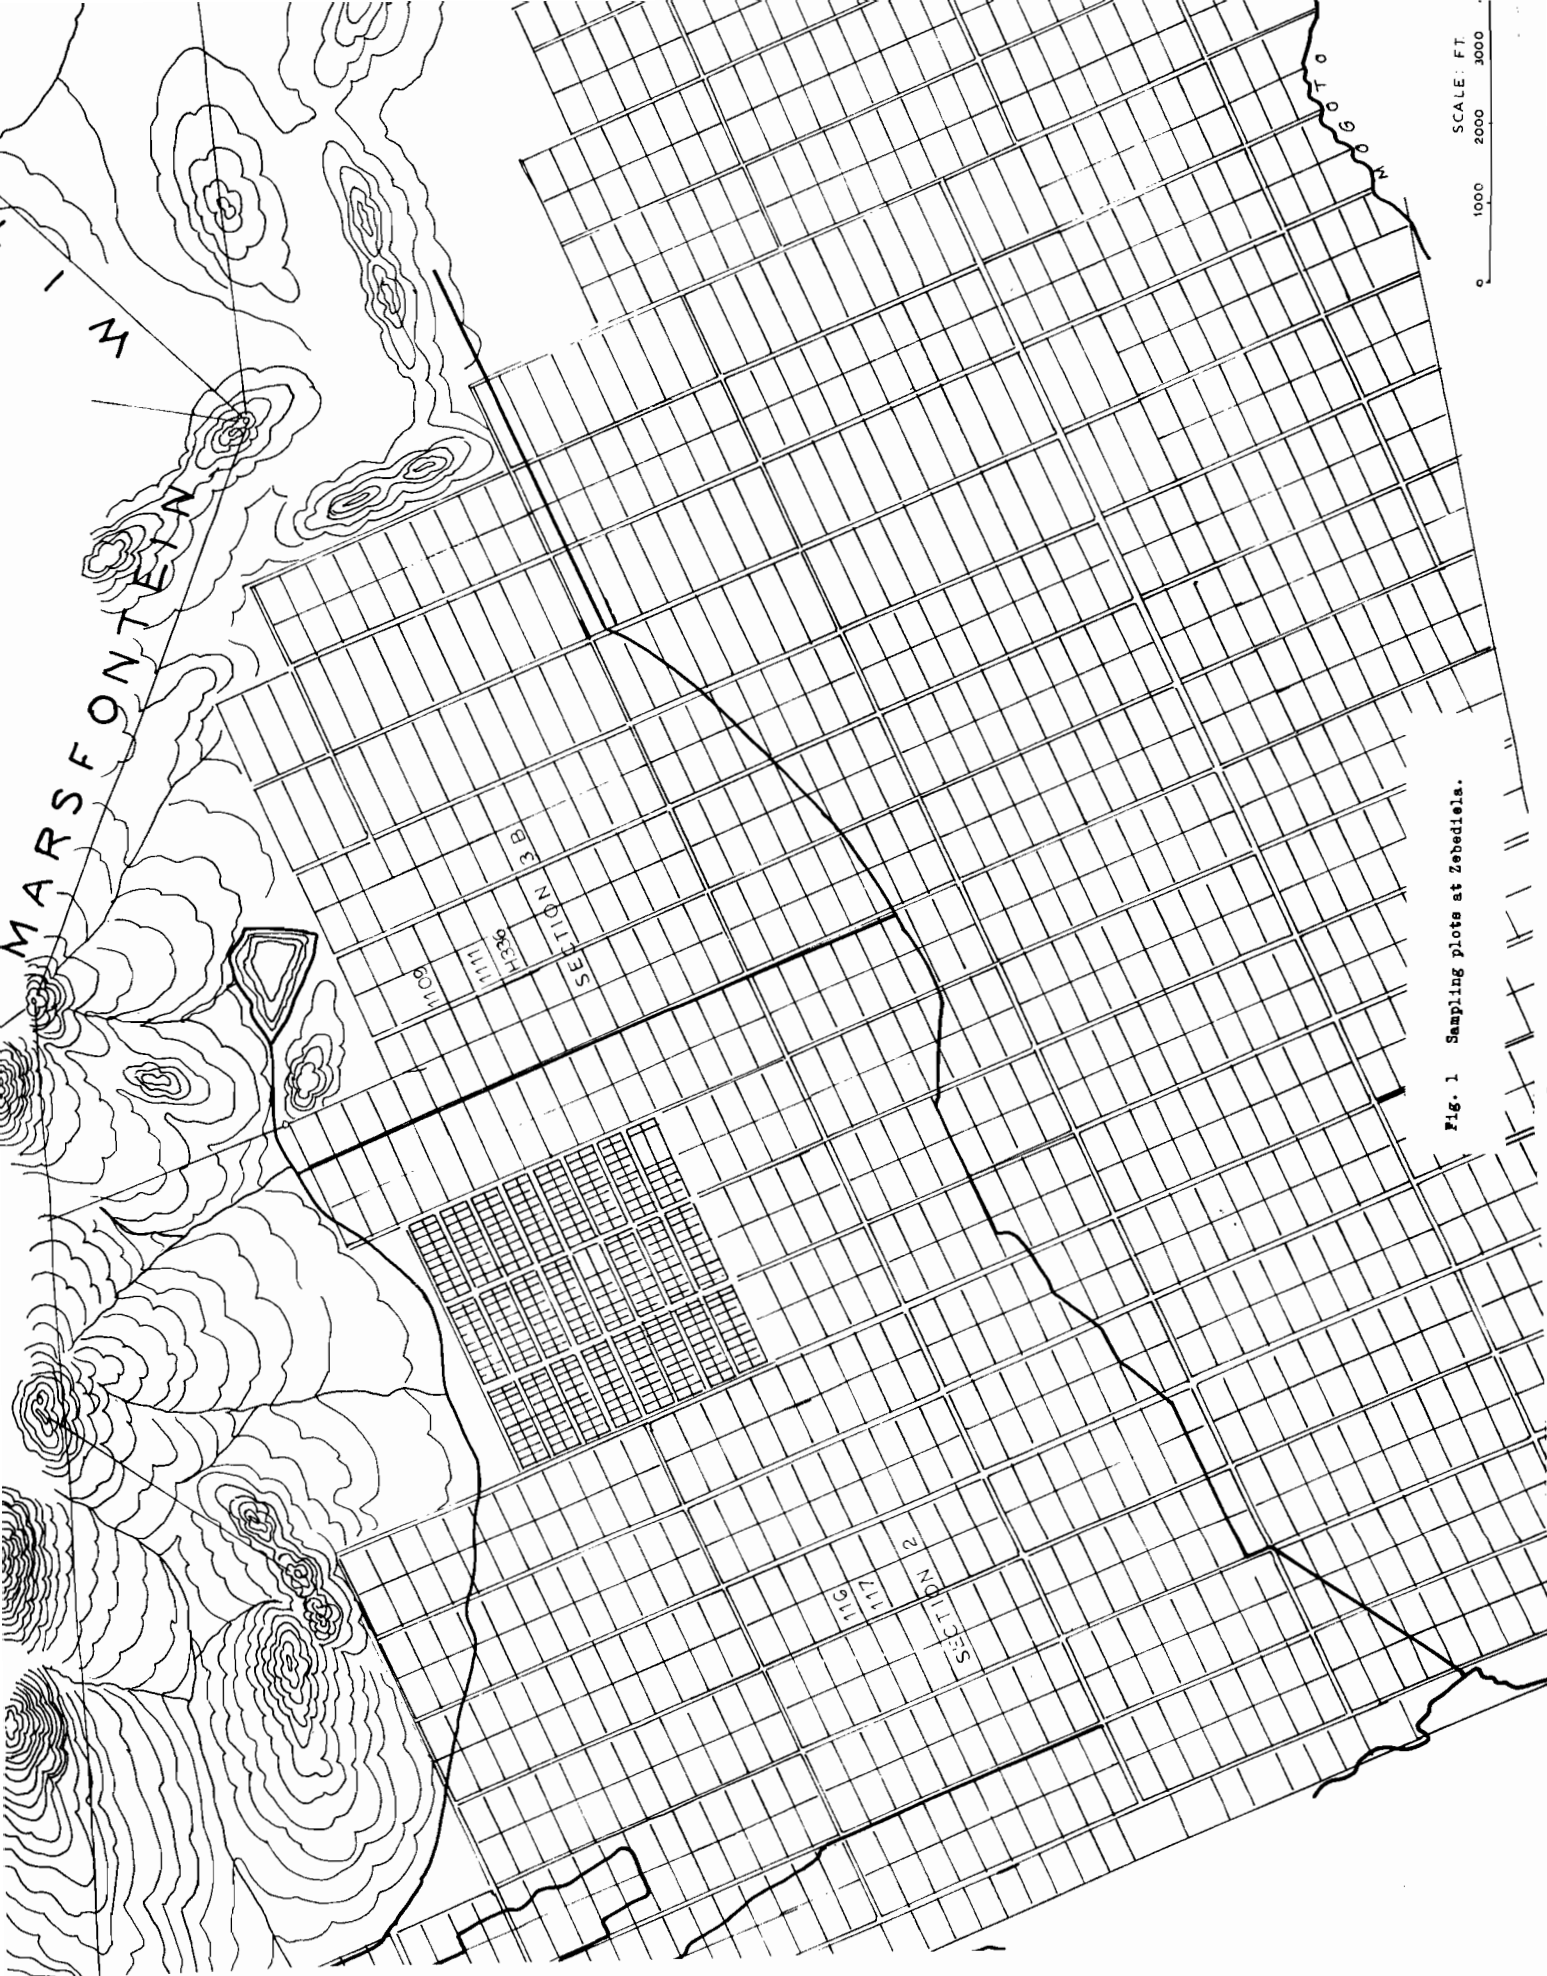 MARSFONTEIN
W I
1109
1111
H336
SECTION 3B
116
117
SECTION 2
MOGOTO
SCALE: FT.
0 1000 2000 3000
Fig. 1 Sampling plots at Zebediela.